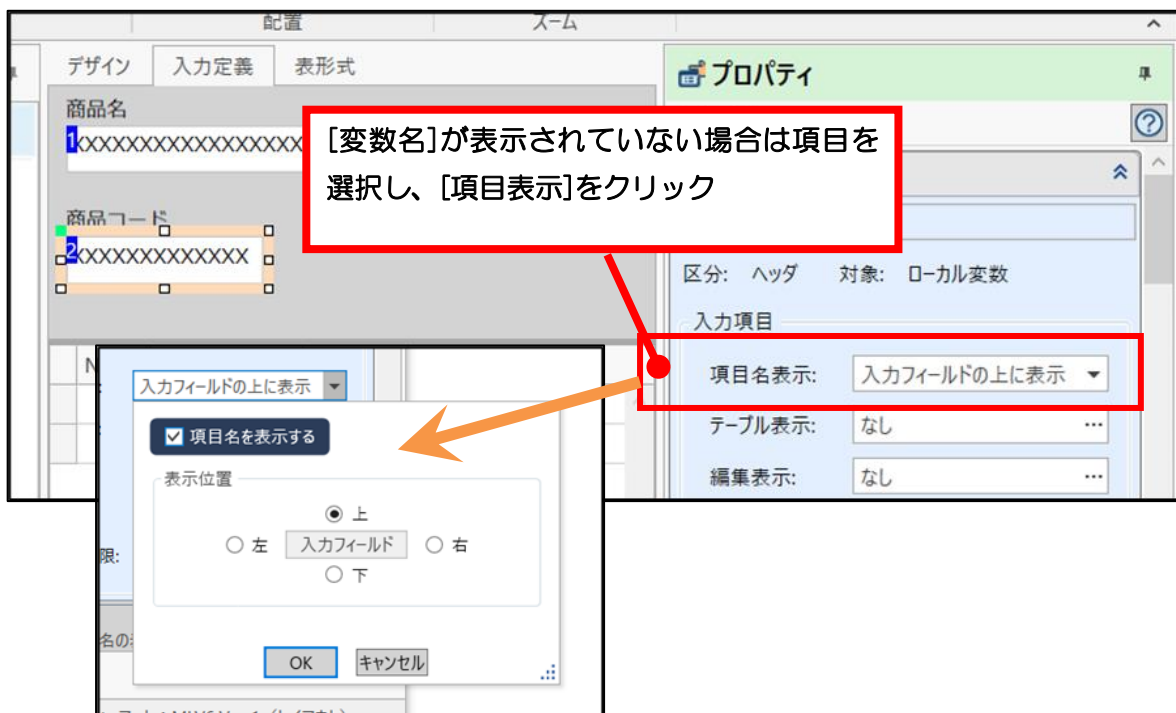 配置
ズーム
デザイン 入力定義 表形式
プロパティ
商品名
1XXXXXXXXXXXXXXXXX
[変数名]が表示されていない場合は項目を
選択し、[項目表示]をクリック
商品コード
2XXXXXXXXXXXXX
区分: ヘッダ 対象: ローカル変数
入力項目
項目名表示: 入力フィールドの上に表示
テーブル表示: なし ...
編集表示: なし ...
N
入力フィールドの上に表示
項目名を表示する
表示位置
上
左 入力フィールド 右
下
限:
名の
OK キャンセル